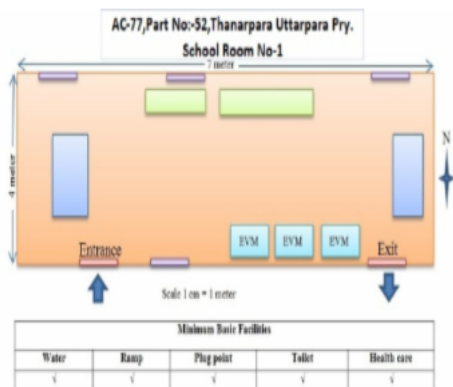 AC-77,Part No:-52,Thanarpara Uttarpara Pry.
School Room No-1
7 meter
4 meter
N
EVM EVM EVM
Entrance Exit
Scale 1 cm = 1 meter
Minimum Basic Facilities
Water Ramp Plug point Toilet Health care
√ √ √ √ √